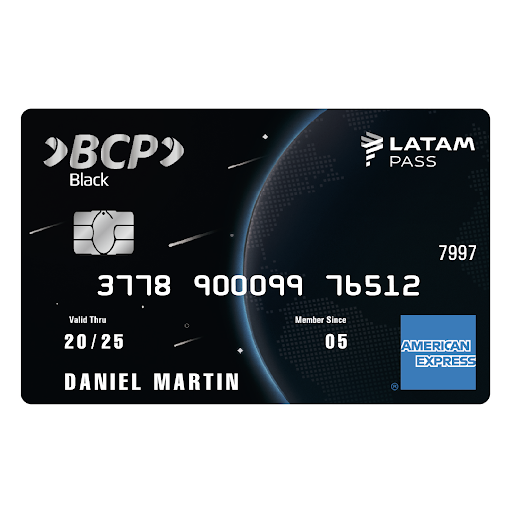 BCP
Black
LATAM
PASS
7997
3778 900099 76512
Valid Thru
Member Since
20/25
05
AMERICAN
EXPRESS
®
DANIEL MARTIN